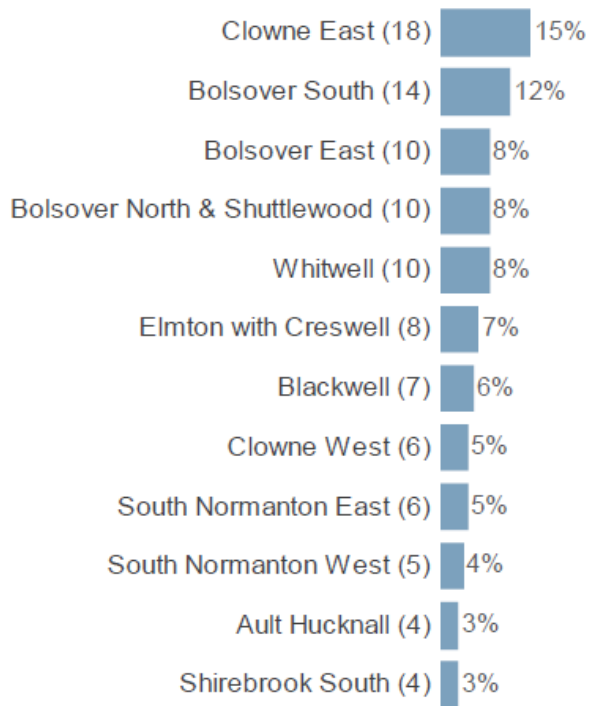 Clowne East (18) 15%
Bolsover South (14) 12%
Bolsover East (10) 8%
Bolsover North & Shuttlewood (10) 8%
Whitwell (10) 8%
Elmton with Creswell (8) 7%
Blackwell (7) 6%
Clowne West (6) 5%
South Normanton East (6) 5%
South Normanton West (5) 4%
Ault Hucknall (4) 3%
Shirebrook South (4) 3%